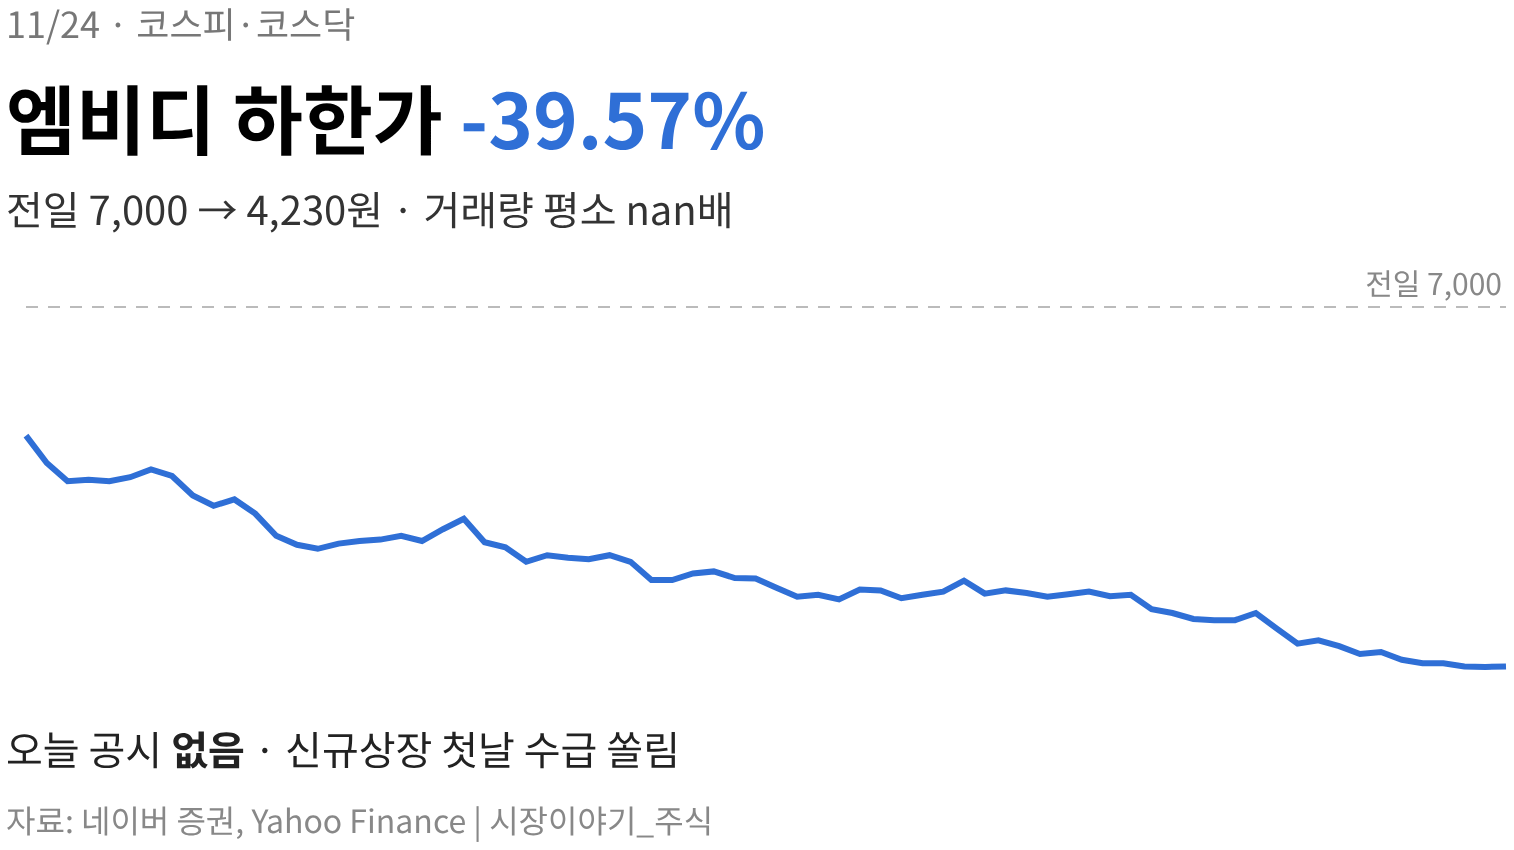 11/24 · 코스피·코스닥
엠비디 하한가 -39.57%
전일 7,000 → 4,230원 · 거래량 평소 nan배
전일 7,000
오늘 공시 없음 · 신규상장 첫날 수급 쏠림
자료: 네이버 증권, Yahoo Finance | 시장이야기_주식